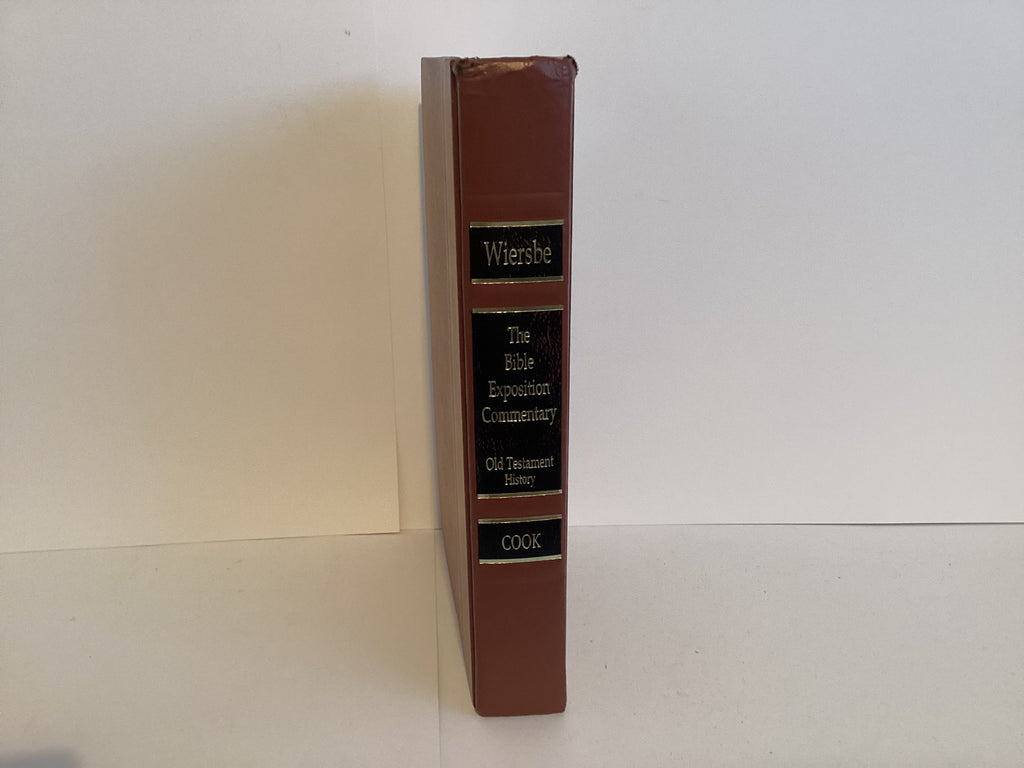 Wiersbe
The
Bible
Exposition
Commentary
Old Testament
History
COOK